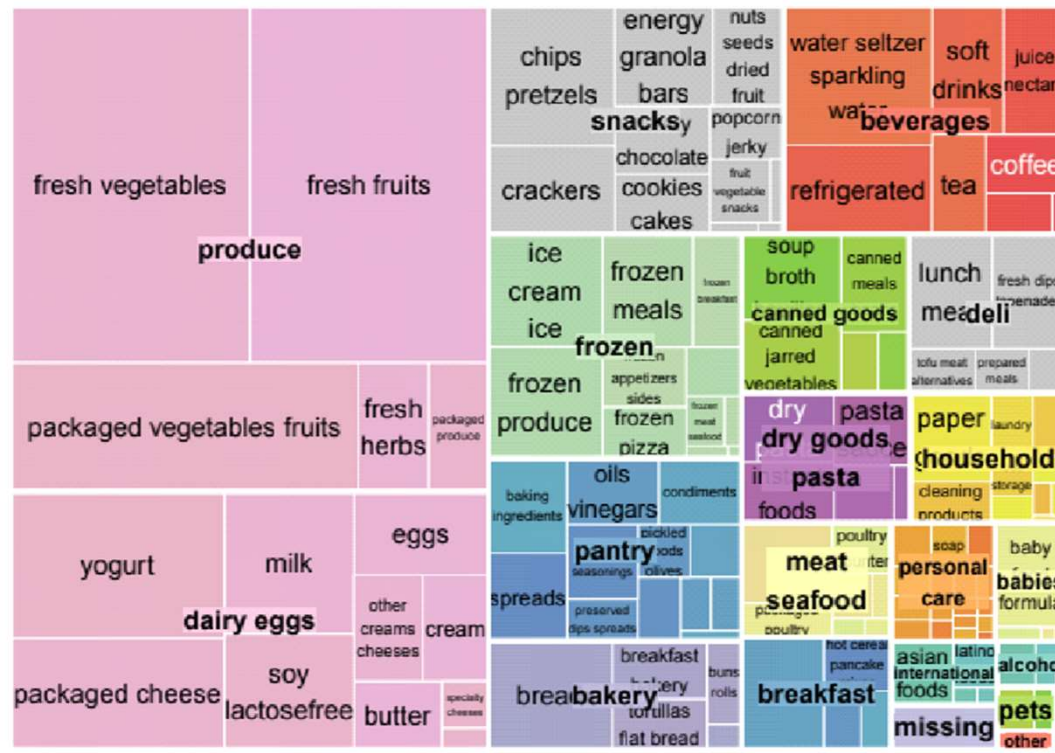 fresh vegetables
fresh fruits
produce
packaged vegetables fruits
fresh
herbs
packaged
produce
yogurt
milk
eggs
other
creams
cheeses
cream
dairy eggs
packaged cheese
soy
lactosefree
butter
specialty
cheeses
chips
pretzels
energy
granola
bars
nuts
seeds
dried
fruit
snacks
chocolate
popcorn
jerky
crackers
cookies
cakes
fruit
vegetable
snacks
water seltzer
sparkling
water
soft
drinks
juice
nectar
beverages
refrigerated
tea
coffee
ice
cream
ice
frozen
meals
frozen
breakfast
frozen
frozen
produce
frozen
appetizers
sides
frozen
pizza
frozen
meat
seafood
soup
broth
canned
meals
canned goods
canned
jarred
vegetables
lunch
deli
fresh dips
tofu meat
alternatives
prepared
meals
dry
pasta
dry goods
pasta
foods
paper
laundry
household
cleaning
products
storage
baking
ingredients
oils
vinegars
condiments
pantry
pickled
olives
seasonings
spreads
preserved
dips spreads
meat
seafood
poultry
poultry
soap
personal
care
baby
babies
formula
breakfast
bakery
buns
rolls
bakery
tortillas
flat bread
hot cereal
pancake
breakfast
asian
latino
international
foods
alcohol
missing
pets
other